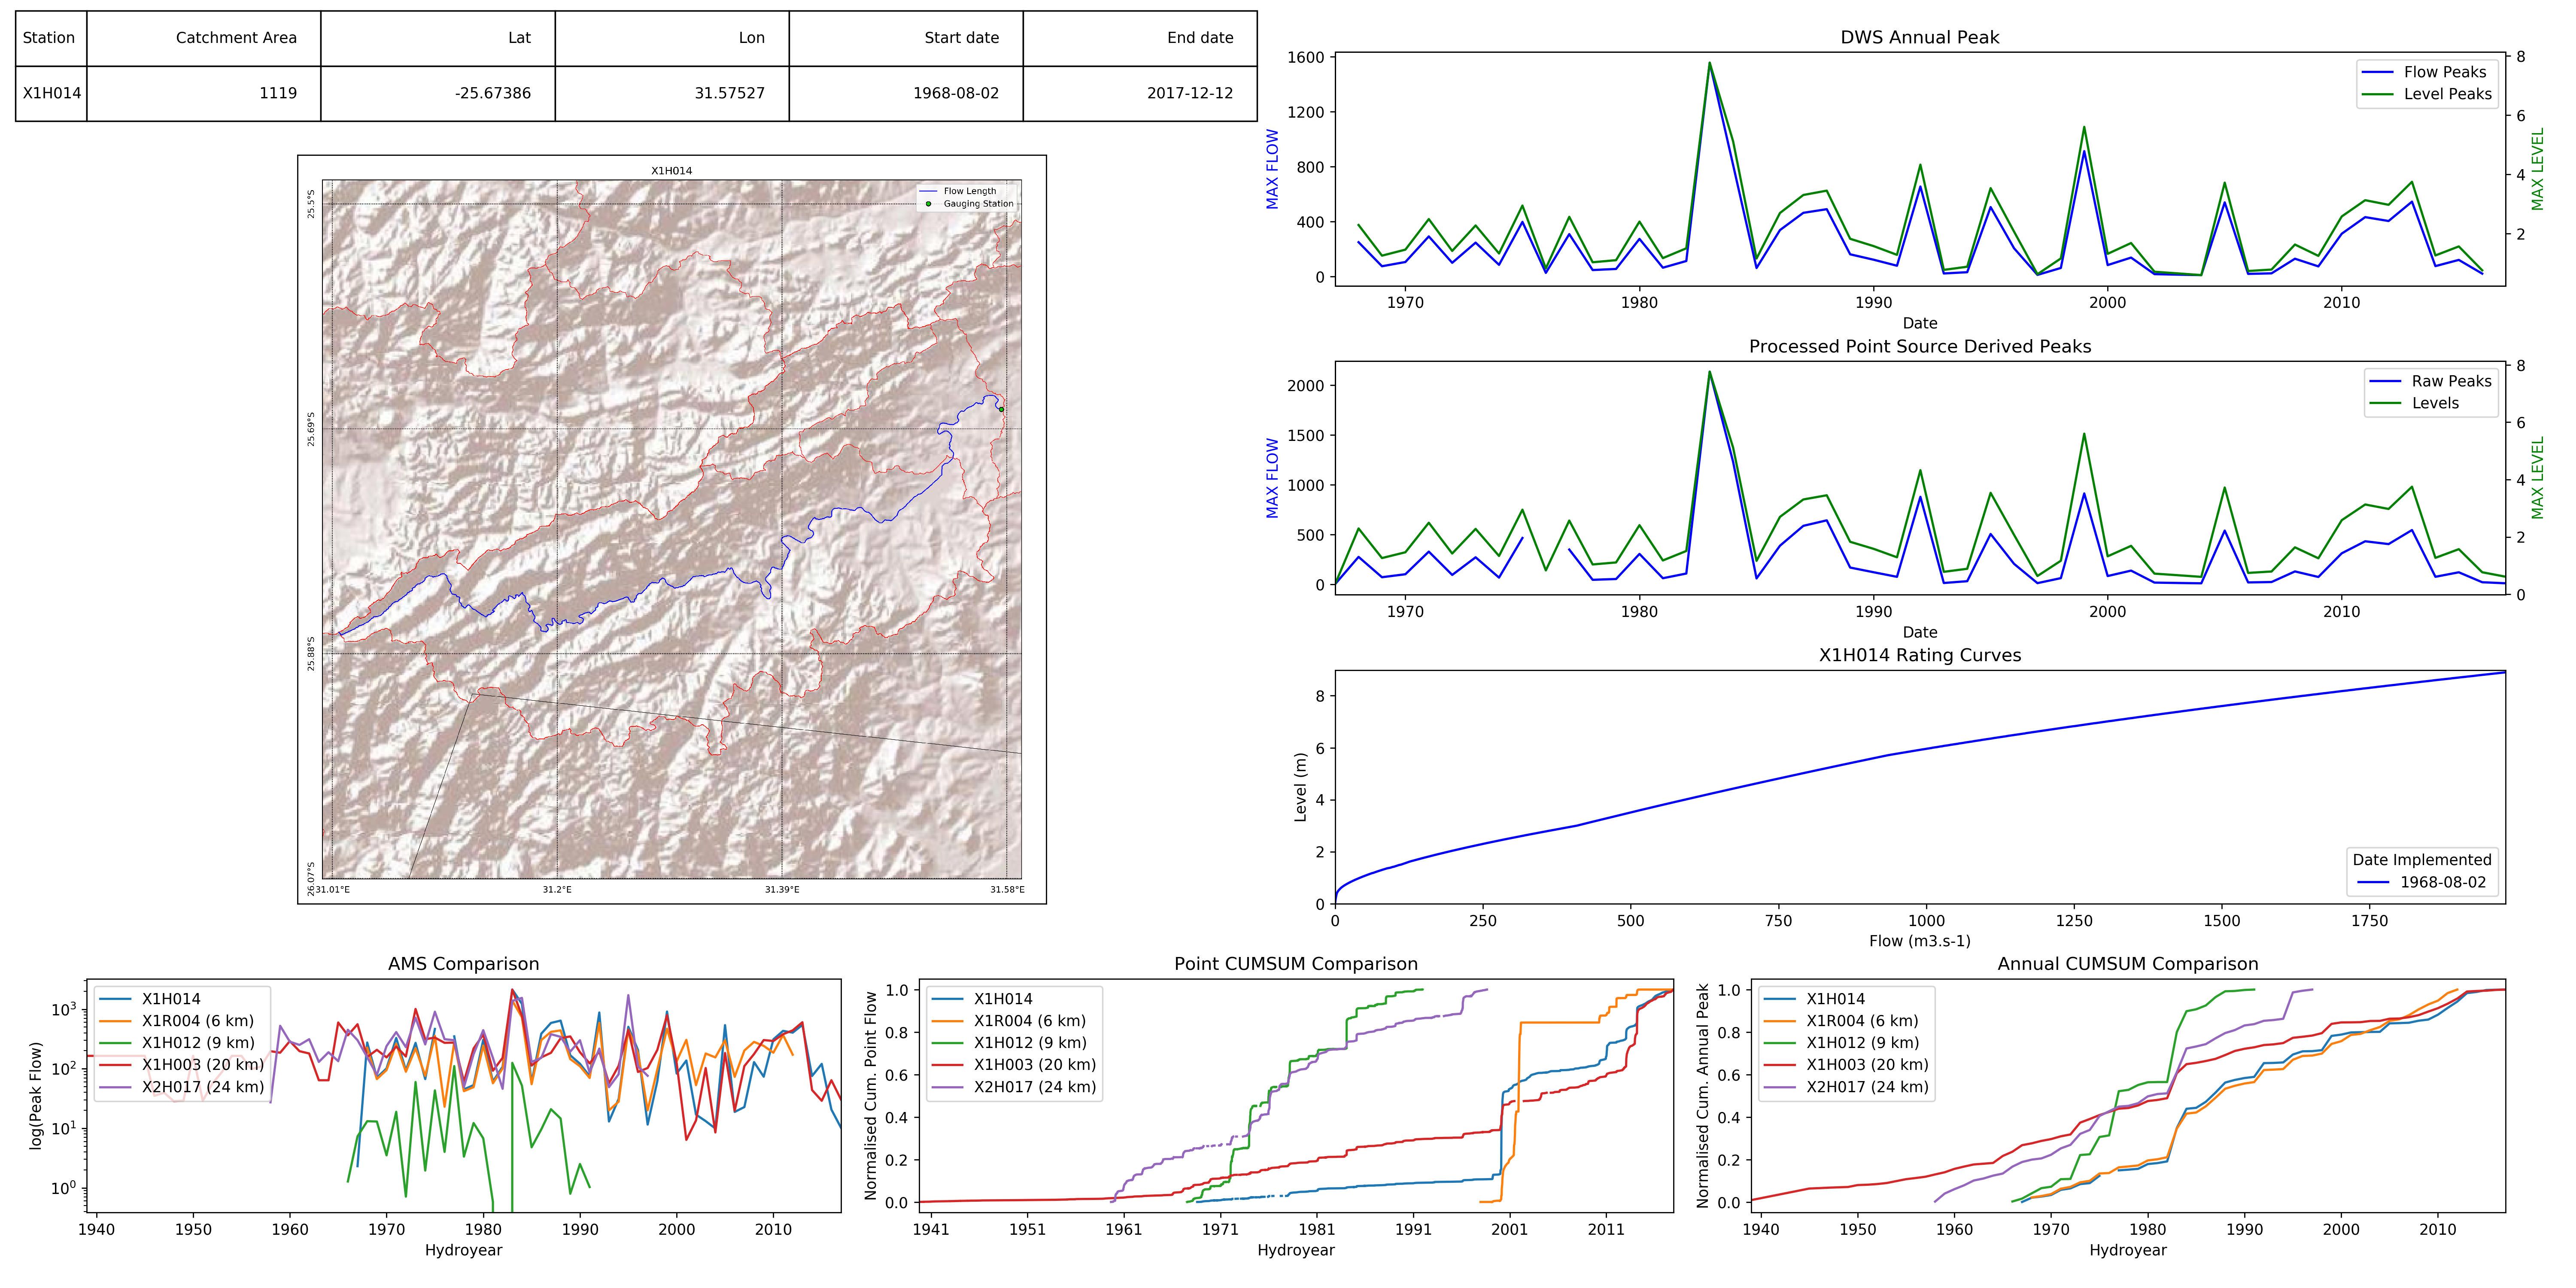 Station Catchment Area Lat Lon Start date End date
X1H014 1119 -25.67386 31.57527 1968-08-02 2017-12-12
X1H014
Flow Length
Gauging Station
25.5°S
25.69°S
25.88°S
26.07°S
31.01°E 31.2°E 31.39°E 31.58°E
DWS Annual Peak
Flow Peaks
Level Peaks
MAX FLOW
1600
1200
800
400
0
MAX LEVEL
8
6
4
2
1970 1980 1990 2000 2010
Date
Processed Point Source Derived Peaks
Raw Peaks
Levels
MAX FLOW
2000
1500
1000
500
0
MAX LEVEL
8
6
4
2
0
1970 1980 1990 2000 2010
Date
X1H014 Rating Curves
Level (m)
8
6
4
2
0
Date Implemented
1968-08-02
0 250 500 750 1000 1250 1500 1750
Flow (m3.s-1)
AMS Comparison
X1H014
X1R004 (6 km)
X1H012 (9 km)
X1H003 (20 km)
X2H017 (24 km)
log(Peak Flow)
10³
10²
10¹
10⁰
1940 1950 1960 1970 1980 1990 2000 2010
Hydroyear
Point CUMSUM Comparison
X1H014
X1R004 (6 km)
X1H012 (9 km)
X1H003 (20 km)
X2H017 (24 km)
Normalised Cum. Point Flow
1.0
0.8
0.6
0.4
0.2
0.0
1941 1951 1961 1971 1981 1991 2001 2011
Hydroyear
Annual CUMSUM Comparison
X1H014
X1R004 (6 km)
X1H012 (9 km)
X1H003 (20 km)
X2H017 (24 km)
Normalised Cum. Annual Peak
1.0
0.8
0.6
0.4
0.2
0.0
1940 1950 1960 1970 1980 1990 2000 2010
Hydroyear